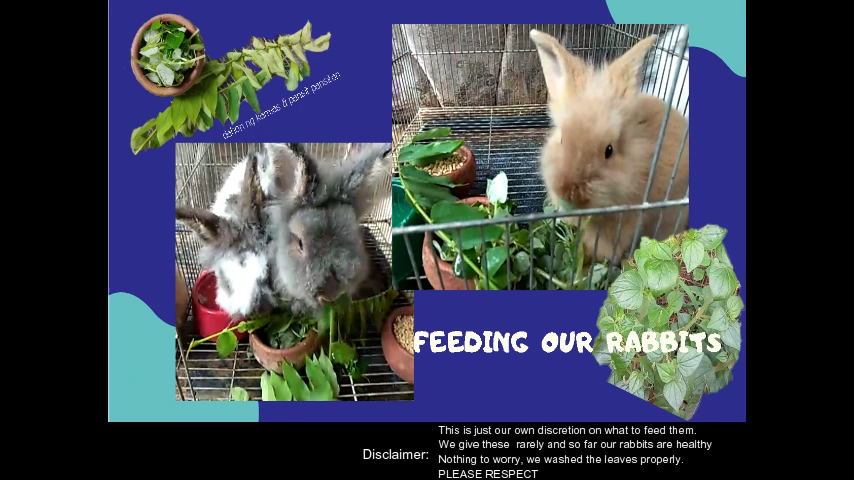 dahon ng kamias & pansit pansitan
FEEDING OUR RABBITS
Disclaimer:
This is just our own discretion on what to feed them.
We give these  rarely and so far our rabbits are healthy
Nothing to worry, we washed the leaves properly.
PLEASE RESPECT